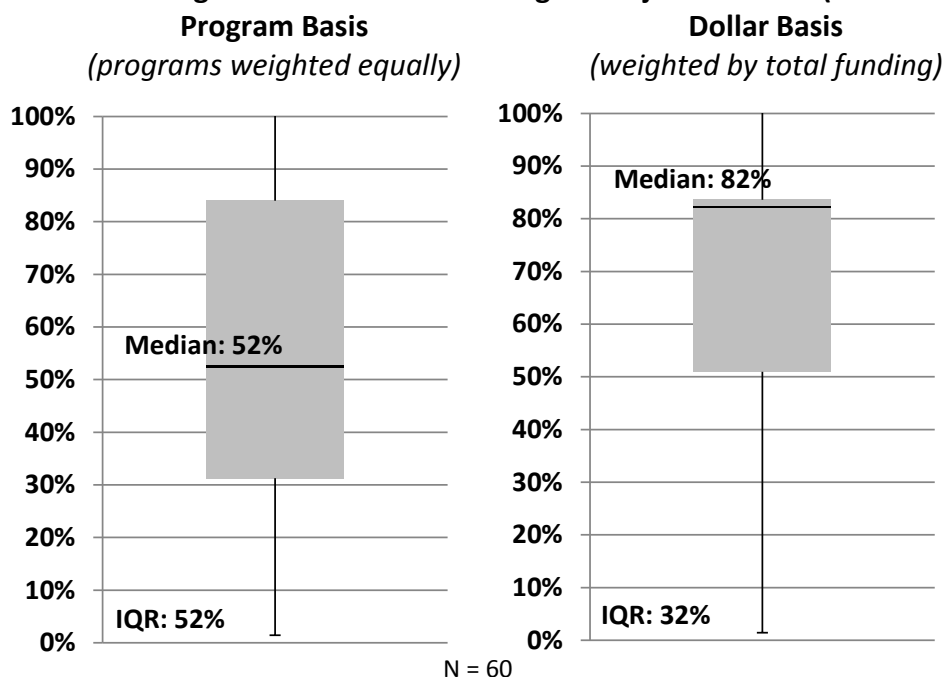 Program Basis
(programs weighted equally)
100%
90%
80%
70%
60%
50%
40%
30%
20%
10%
0%
Median: 52%
IQR: 52%
Dollar Basis
(weighted by total funding)
100%
90%
80%
70%
60%
50%
40%
30%
20%
10%
0%
Median: 82%
IQR: 32%
N = 60